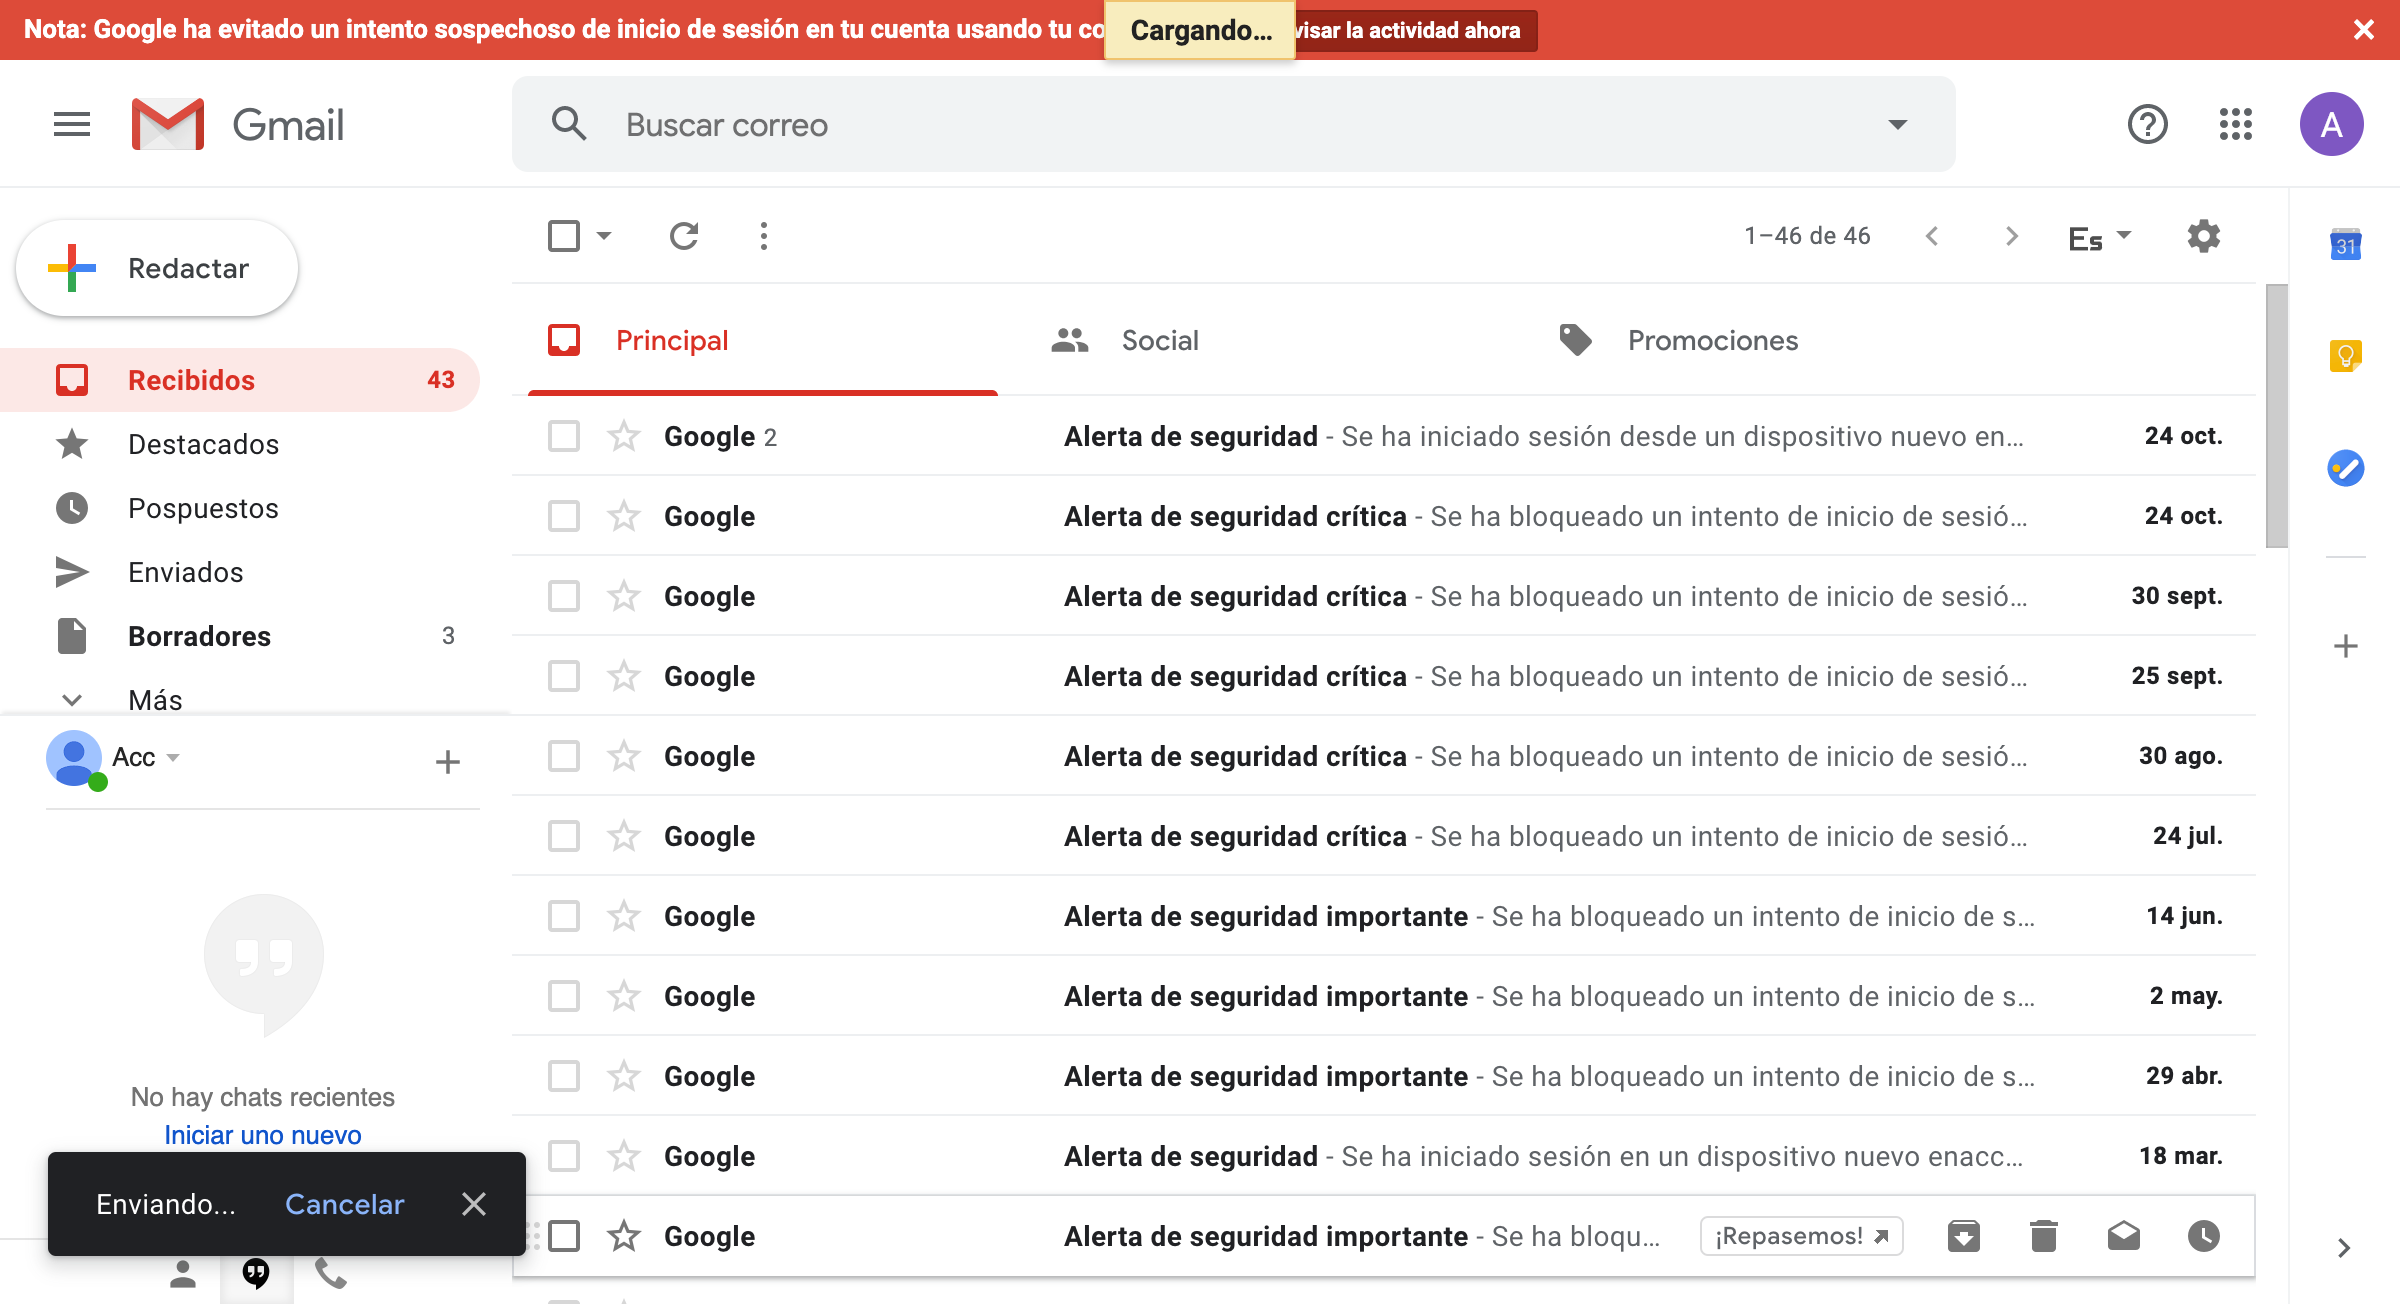 Nota: Google ha evitado un intento sospechoso de inicio de sesión en tu cuenta usando tu co
Cargando...
visar la actividad ahora
Gmail
Buscar correo
A
Redactar
1–46 de 46
Es
31
Principal
Social
Promociones
Recibidos 43
Destacados
Pospuestos
Enviados
Borradores 3
Más
Acc
No hay chats recientes
Iniciar uno nuevo
Enviando... Cancelar
Google 2 Alerta de seguridad - Se ha iniciado sesión desde un dispositivo nuevo en... 24 oct.
Google Alerta de seguridad crítica - Se ha bloqueado un intento de inicio de sesió... 24 oct.
Google Alerta de seguridad crítica - Se ha bloqueado un intento de inicio de sesió... 30 sept.
Google Alerta de seguridad crítica - Se ha bloqueado un intento de inicio de sesió... 25 sept.
Google Alerta de seguridad crítica - Se ha bloqueado un intento de inicio de sesió... 30 ago.
Google Alerta de seguridad crítica - Se ha bloqueado un intento de inicio de sesió... 24 jul.
Google Alerta de seguridad importante - Se ha bloqueado un intento de inicio de s... 14 jun.
Google Alerta de seguridad importante - Se ha bloqueado un intento de inicio de s... 2 may.
Google Alerta de seguridad importante - Se ha bloqueado un intento de inicio de s... 29 abr.
Google Alerta de seguridad - Se ha iniciado sesión en un dispositivo nuevo enacc... 18 mar.
Google Alerta de seguridad importante - Se ha bloqu... ¡Repasemos!